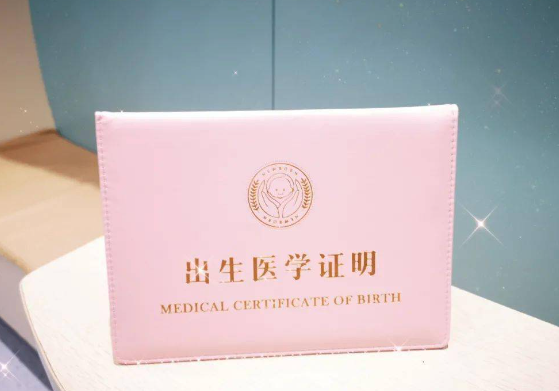 出生医学证明
MEDICAL CERTIFICATE OF BIRTH